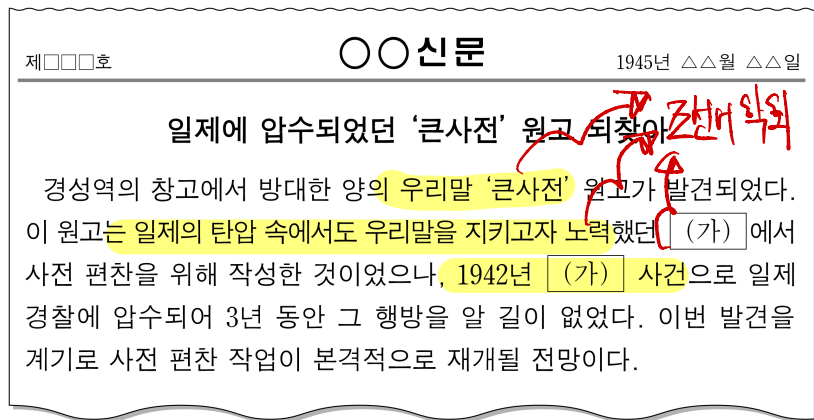 제□□□호
○○신문
1945년 △△월 △△일
일제에 압수되었던 ‘큰사전’ 원고 되찾아
조선어 학회
경성역의 창고에서 방대한 양의 우리말 ‘큰사전’ 원고가 발견되었다.
이 원고는 일제의 탄압 속에서도 우리말을 지키고자 노력했던 (가) 에서
사전 편찬을 위해 작성한 것이었으나, 1942년 (가) 사건으로 일제
경찰에 압수되어 3년 동안 그 행방을 알 길이 없었다. 이번 발견을
계기로 사전 편찬 작업이 본격적으로 재개될 전망이다.